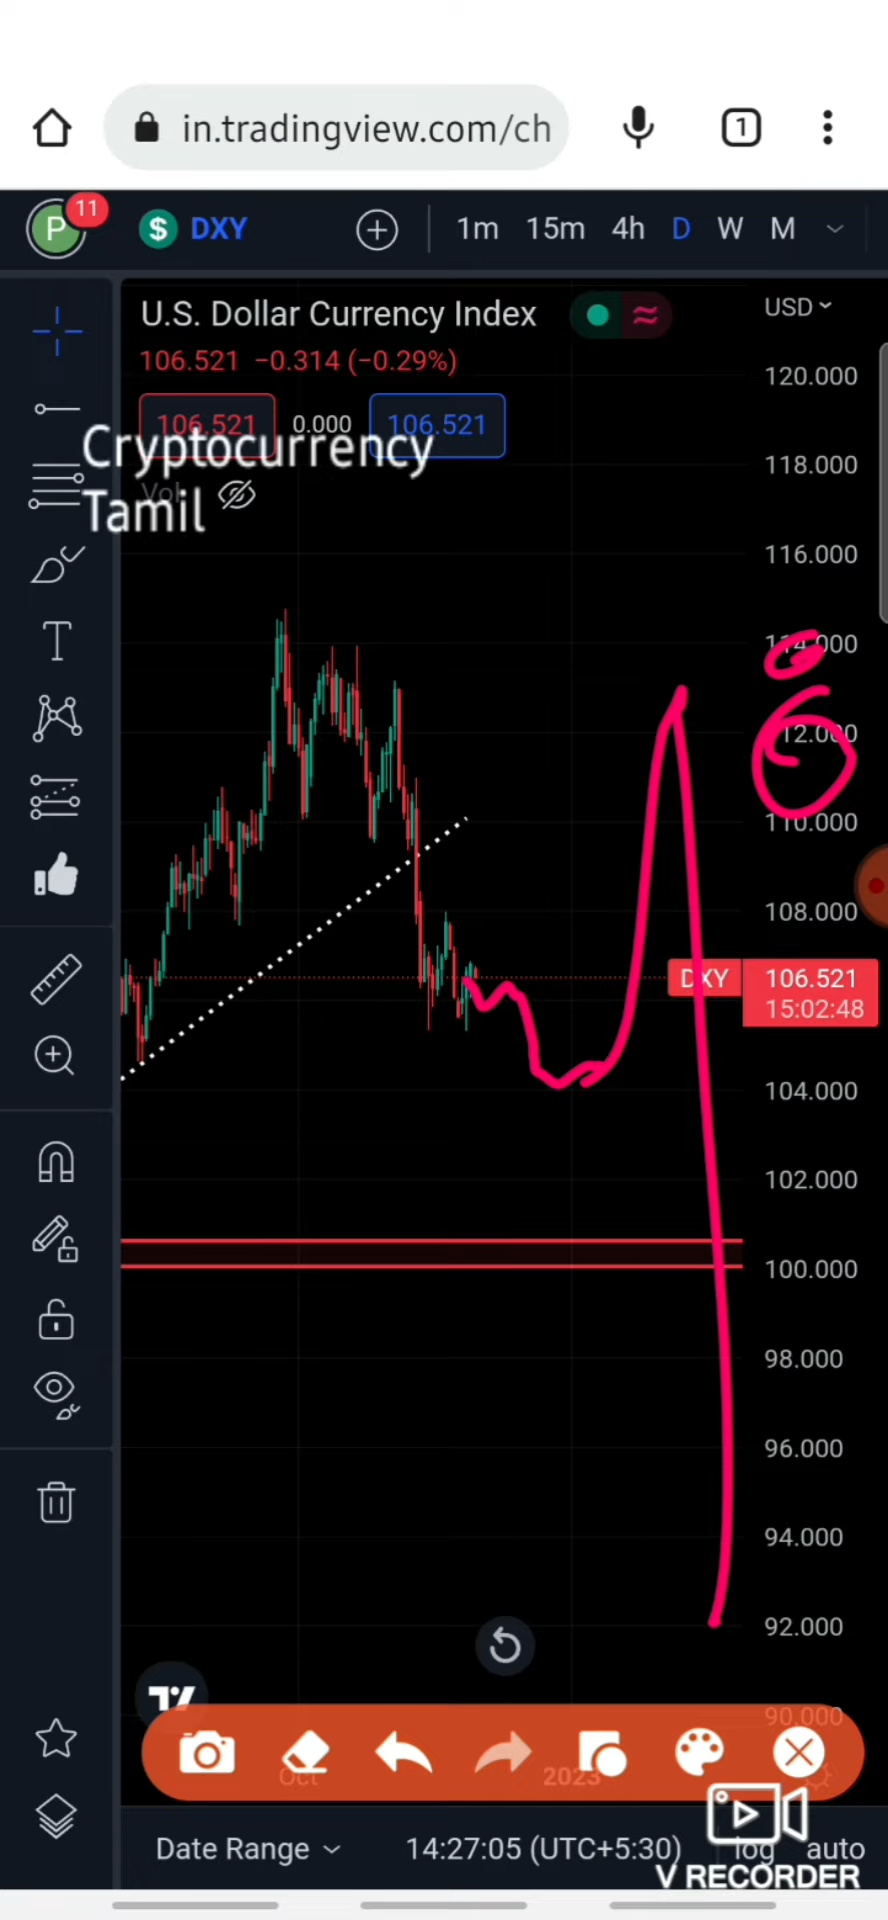 in.tradingview.com/ch
1
P
11
$ DXY
1m 15m 4h D W M
U.S. Dollar Currency Index
USD
106.521 −0.314 (−0.29%)
106.521 0.000 106.521
Cryptocurrency
Vol
Tamil
T
120.000
118.000
116.000
114.000
112.000
110.000
108.000
DXY 106.521
15:02:48
104.000
102.000
100.000
98.000
96.000
94.000
92.000
90.000
Oct
2023
Date Range 14:27:05 (UTC+5:30) log auto
V RECORDER